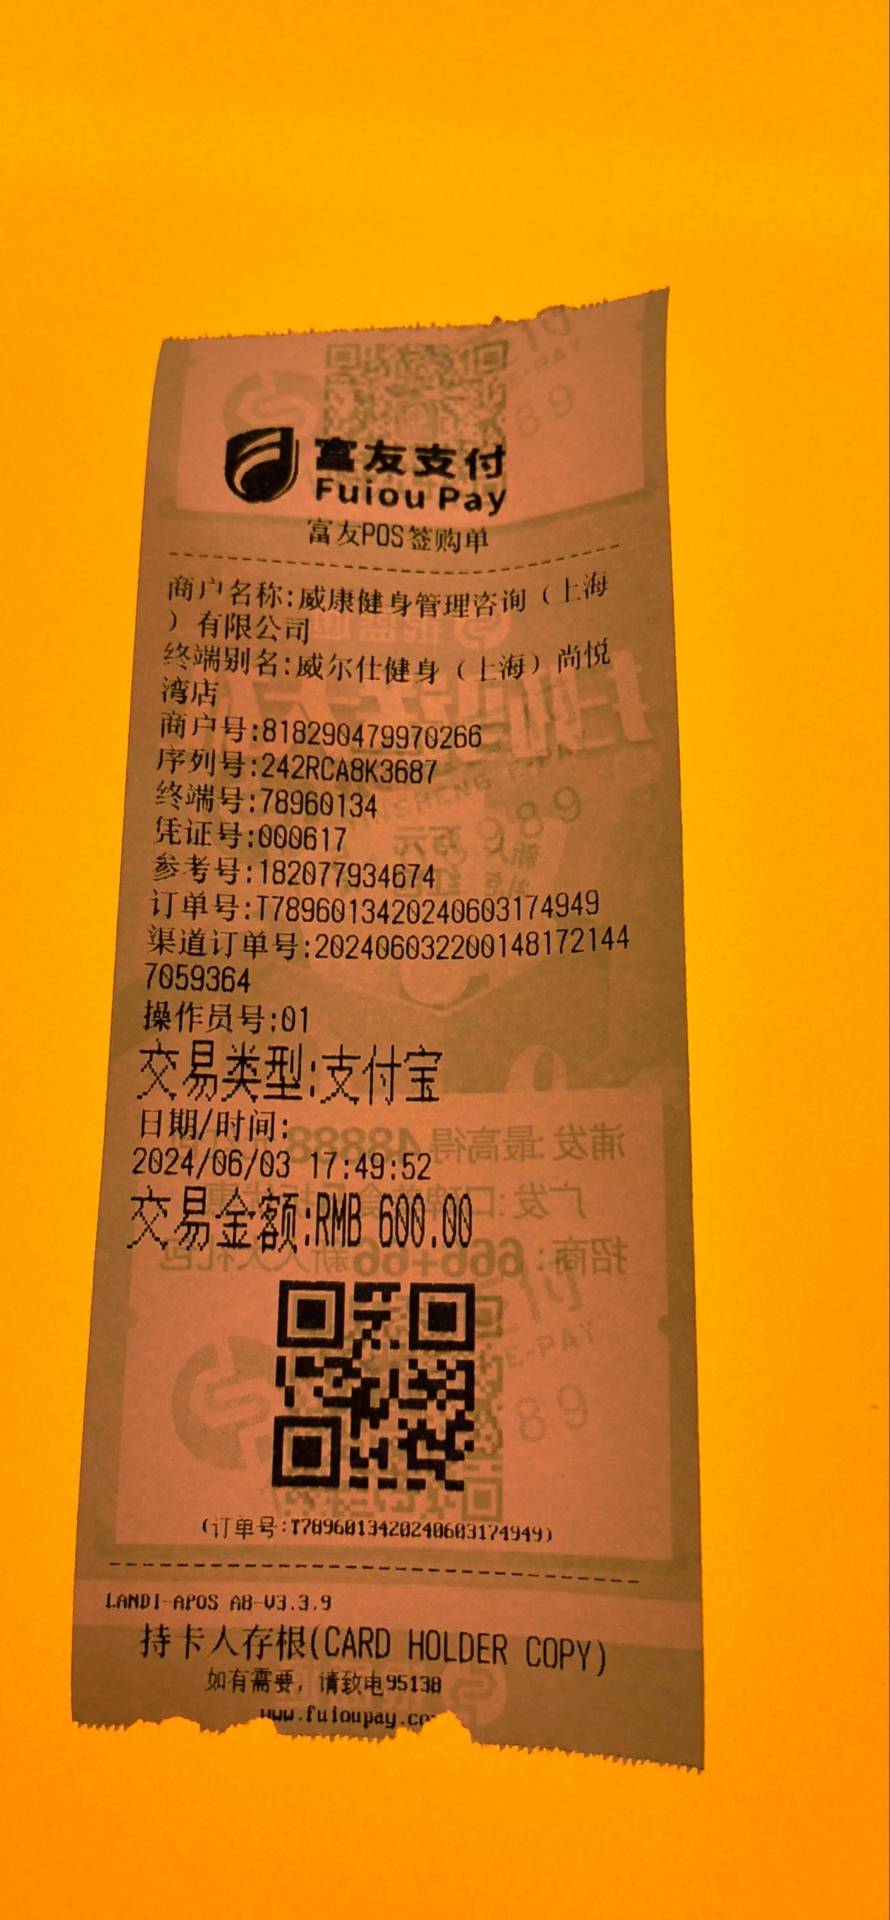 富友支付
Fuiou Pay
富友POS签购单
商户名称:威康健身管理咨询（上海
）有限公司
终端别名:威尔仕健身（上海）尚悦
湾店
商户号:818290479970266
序列号:242RCA8K3687
终端号:78960134
凭证号:000617
参考号:182077934674
订单号:T7896013420240603174949
渠道订单号:202406032200148172144
7059364
操作员号:01
交易类型:支付宝
日期/时间:
2024/06/03 17:49:52
交易金额:RMB 600.00
(订单号:T7896013420240603174949)
LANDI-APOS A8-V3.3.9
持卡人存根(CARD HOLDER COPY)
如有需要，请致电95138
www.fuioupay.co